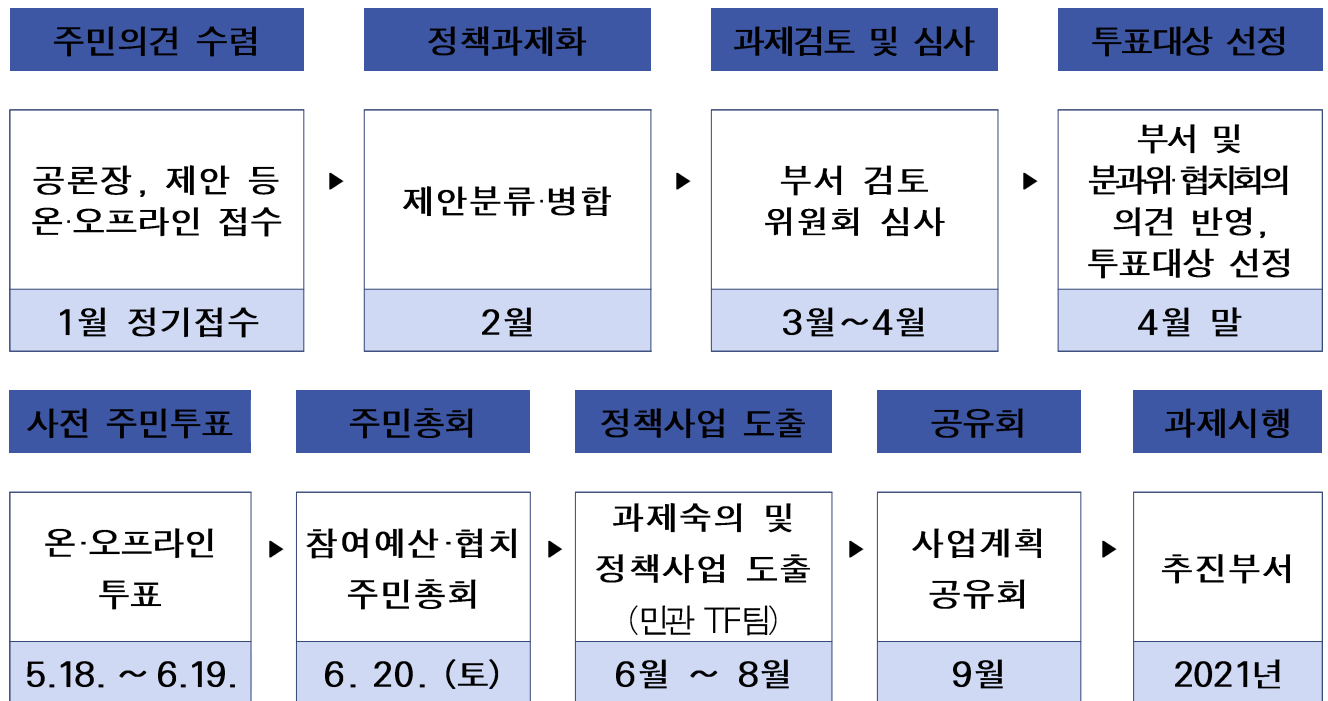 주민의견 수렴
정책과제화
과제검토 및 심사
투표대상 선정
공론장, 제안 등
온·오프라인 접수
▶
제안분류·병합
▶
부서 검토
위원회 심사
▶
부서 및
분과위·협치회의
의견 반영,
투표대상 선정
1월 정기접수
2월
3월~4월
4월 말
사전 주민투표
주민총회
정책사업 도출
공유회
과제시행
온·오프라인
투표
▶
참여예산·협치
주민총회
▶
과제숙의 및
정책사업 도출
(민관 TF팀)
▶
사업계획
공유회
▶
추진부서
5.18. ~ 6.19.
6. 20. (토)
6월 ~ 8월
9월
2021년